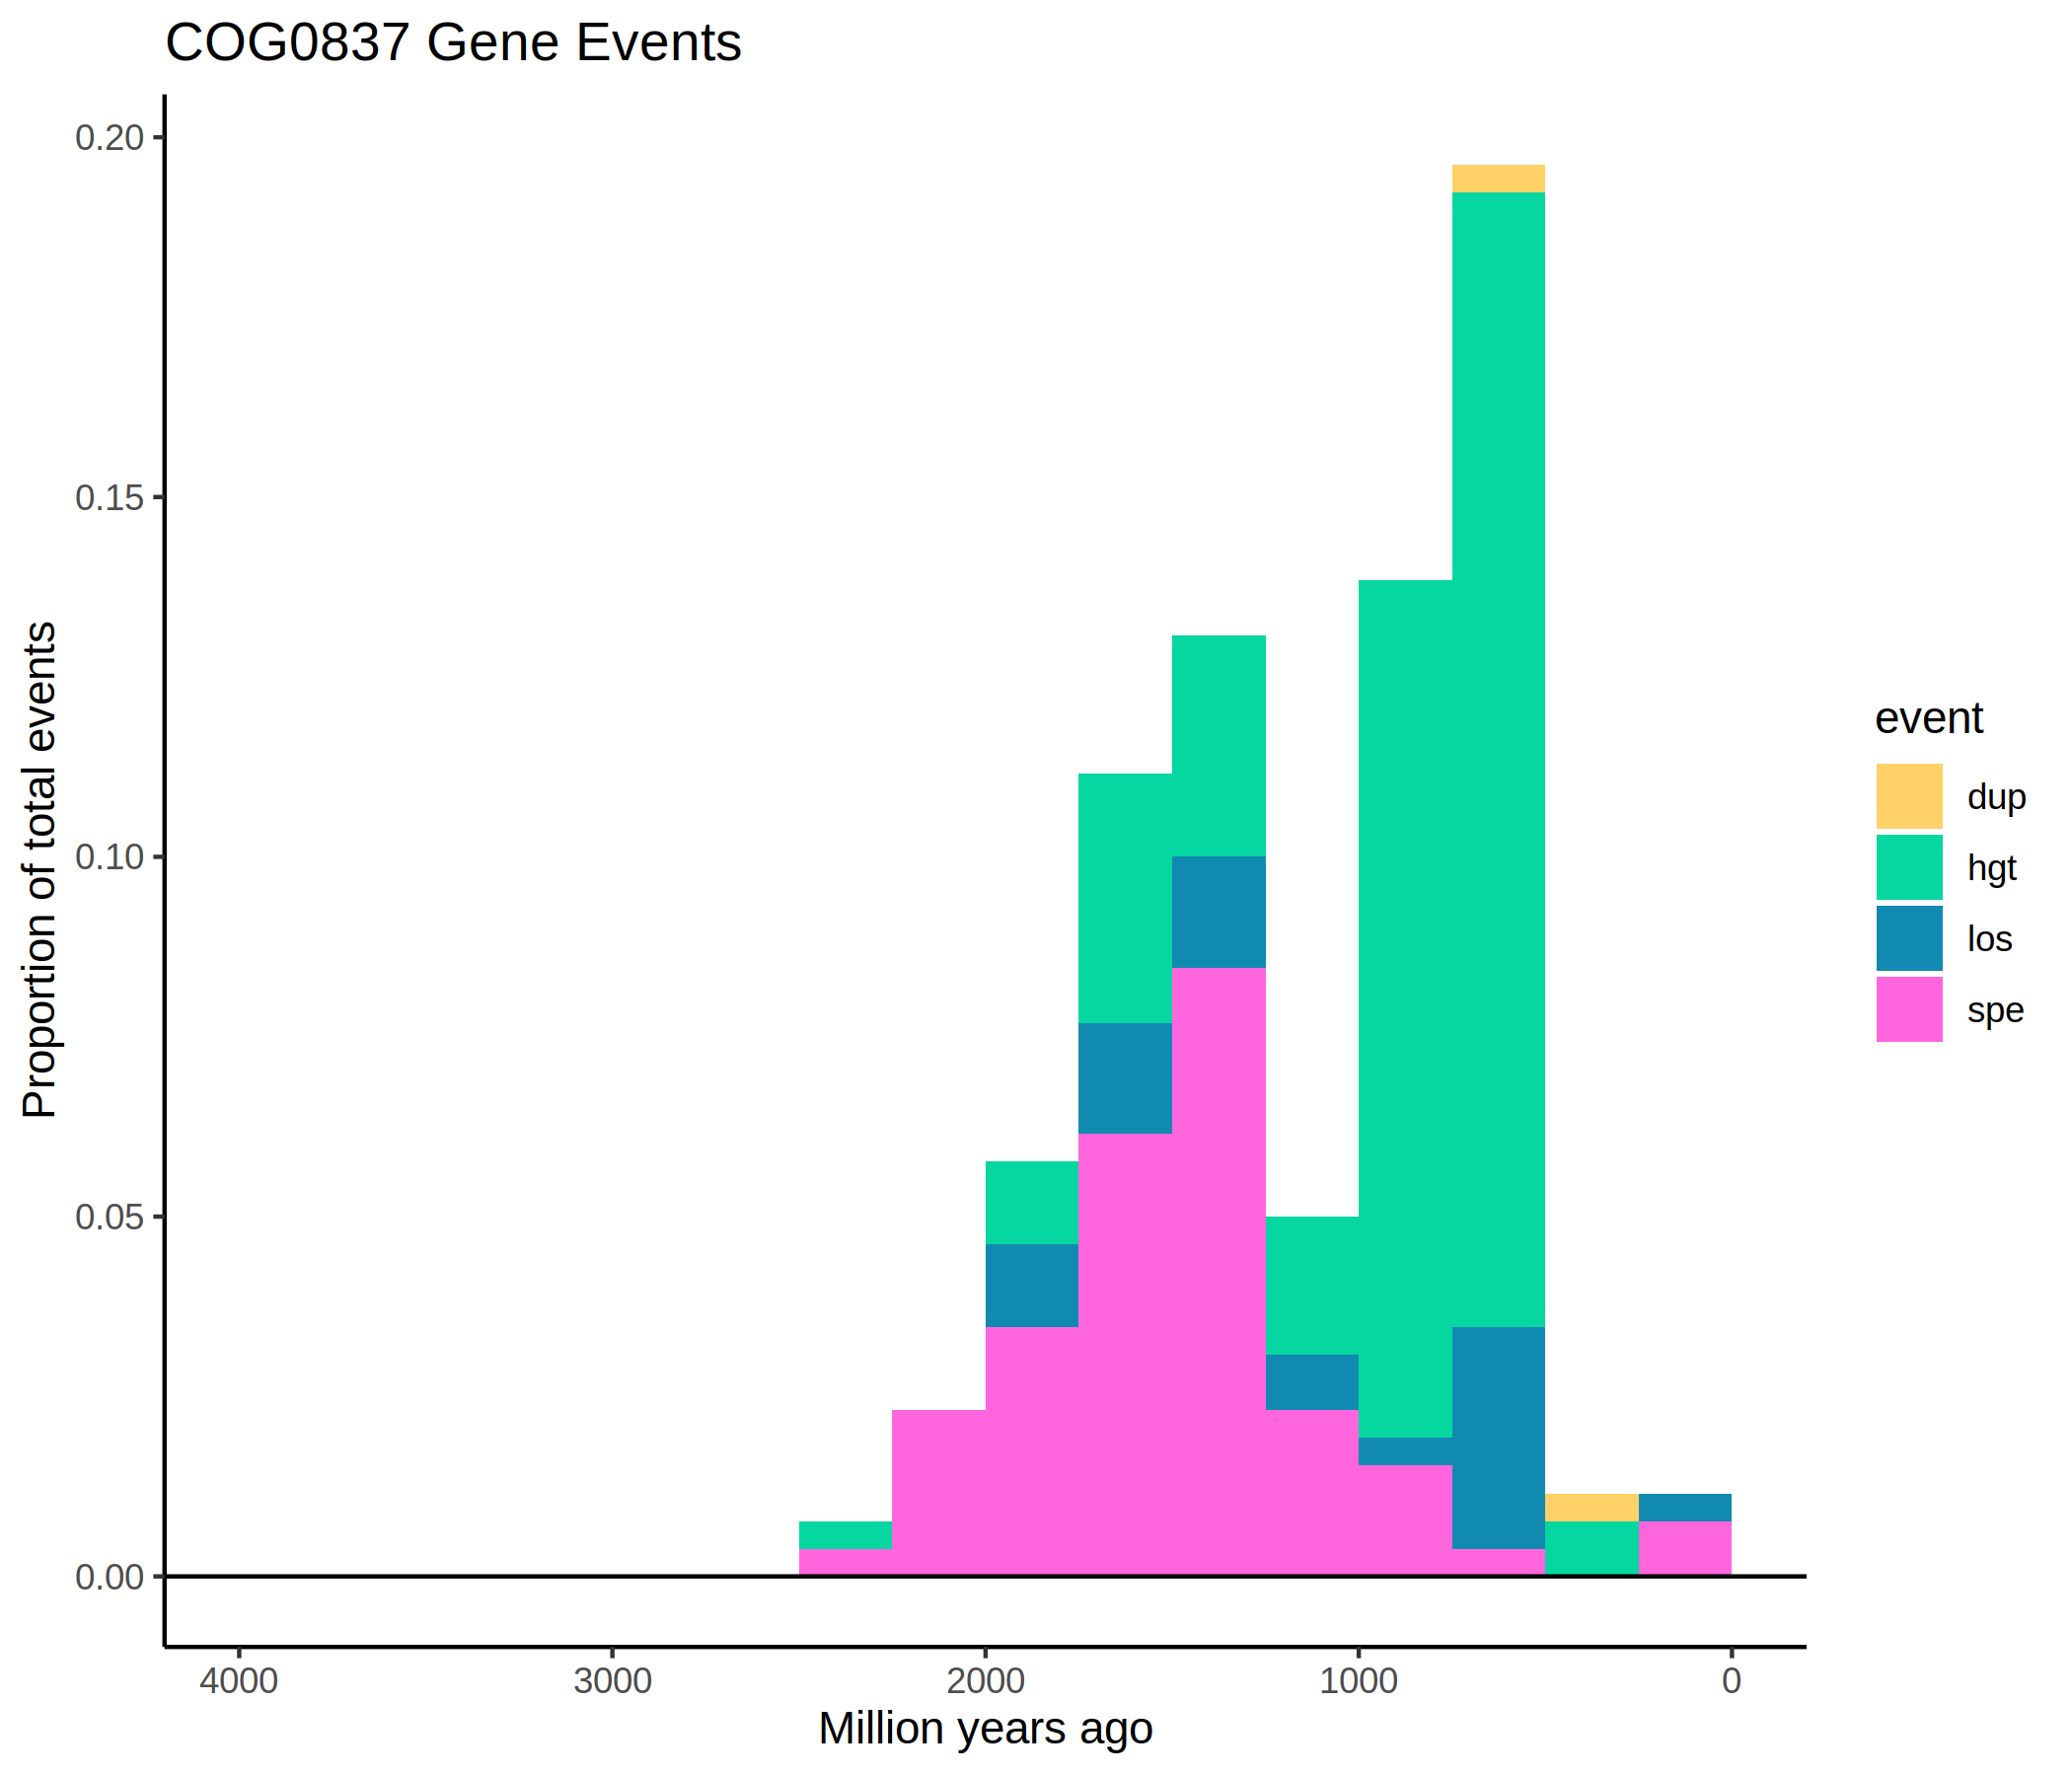 COG0837 Gene Events
0.20
0.15
0.10
0.05
0.00
Proportion of total events
4000 3000 2000 1000 0
Million years ago
event
dup
hgt
los
spe